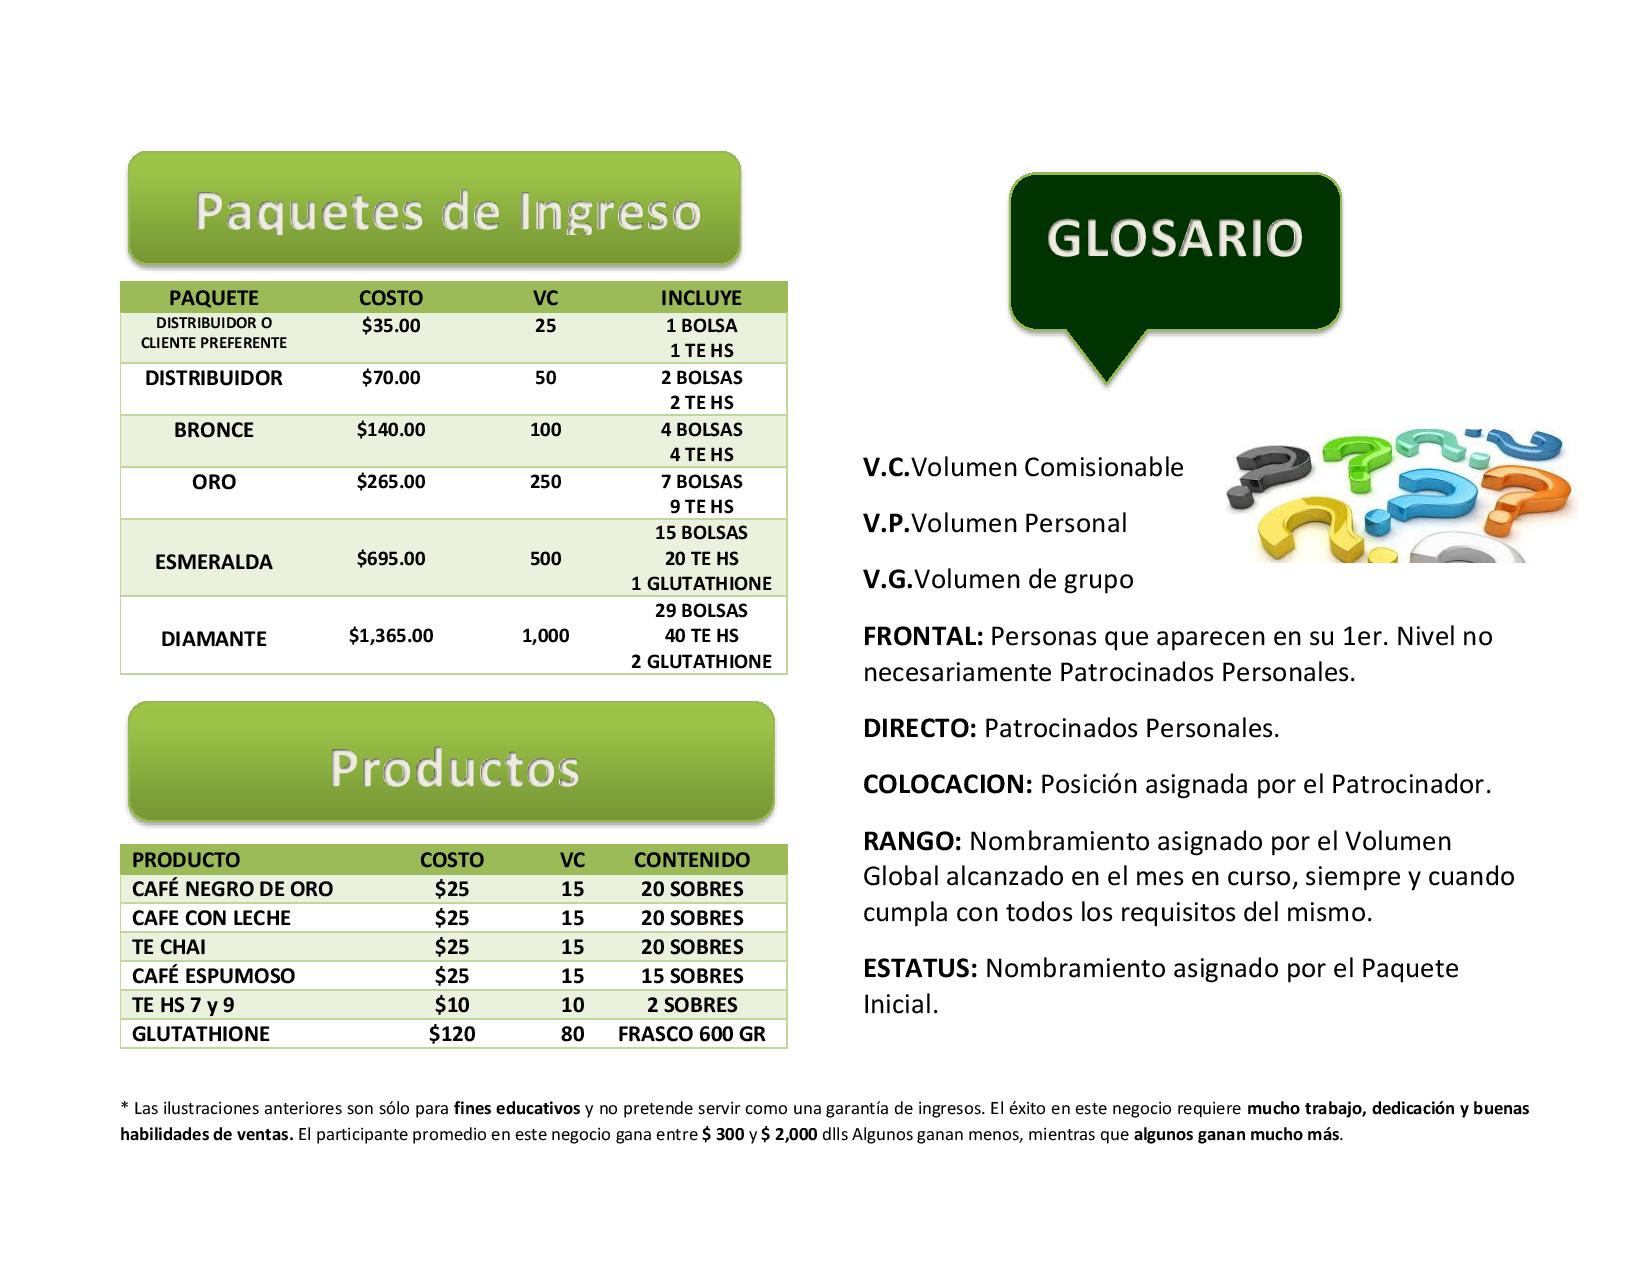 Paquetes de Ingreso
PAQUETE COSTO VC INCLUYE
DISTRIBUIDOR O CLIENTE PREFERENTE $35.00 25 1 BOLSA
1 TE HS
DISTRIBUIDOR $70.00 50 2 BOLSAS
2 TE HS
BRONCE $140.00 100 4 BOLSAS
4 TE HS
ORO $265.00 250 7 BOLSAS
9 TE HS
15 BOLSAS
ESMERALDA $695.00 500 20 TE HS
1 GLUTATHIONE
29 BOLSAS
DIAMANTE $1,365.00 1,000 40 TE HS
2 GLUTATHIONE
Productos
PRODUCTO COSTO VC CONTENIDO
CAFÉ NEGRO DE ORO $25 15 20 SOBRES
CAFE CON LECHE $25 15 20 SOBRES
TE CHAI $25 15 20 SOBRES
CAFÉ ESPUMOSO $25 15 15 SOBRES
TE HS 7 y 9 $10 10 2 SOBRES
GLUTATHIONE $120 80 FRASCO 600 GR
GLOSARIO
V.C.Volumen Comisionable
V.P.Volumen Personal
V.G.Volumen de grupo
FRONTAL: Personas que aparecen en su 1er. Nivel no
necesariamente Patrocinados Personales.
DIRECTO: Patrocinados Personales.
COLOCACION: Posición asignada por el Patrocinador.
RANGO: Nombramiento asignado por el Volumen
Global alcanzado en el mes en curso, siempre y cuando
cumpla con todos los requisitos del mismo.
ESTATUS: Nombramiento asignado por el Paquete
Inicial.
* Las ilustraciones anteriores son sólo para fines educativos y no pretende servir como una garantía de ingresos. El éxito en este negocio requiere mucho trabajo, dedicación y buenas
habilidades de ventas. El participante promedio en este negocio gana entre $ 300 y $ 2,000 dlls Algunos ganan menos, mientras que algunos ganan mucho más.